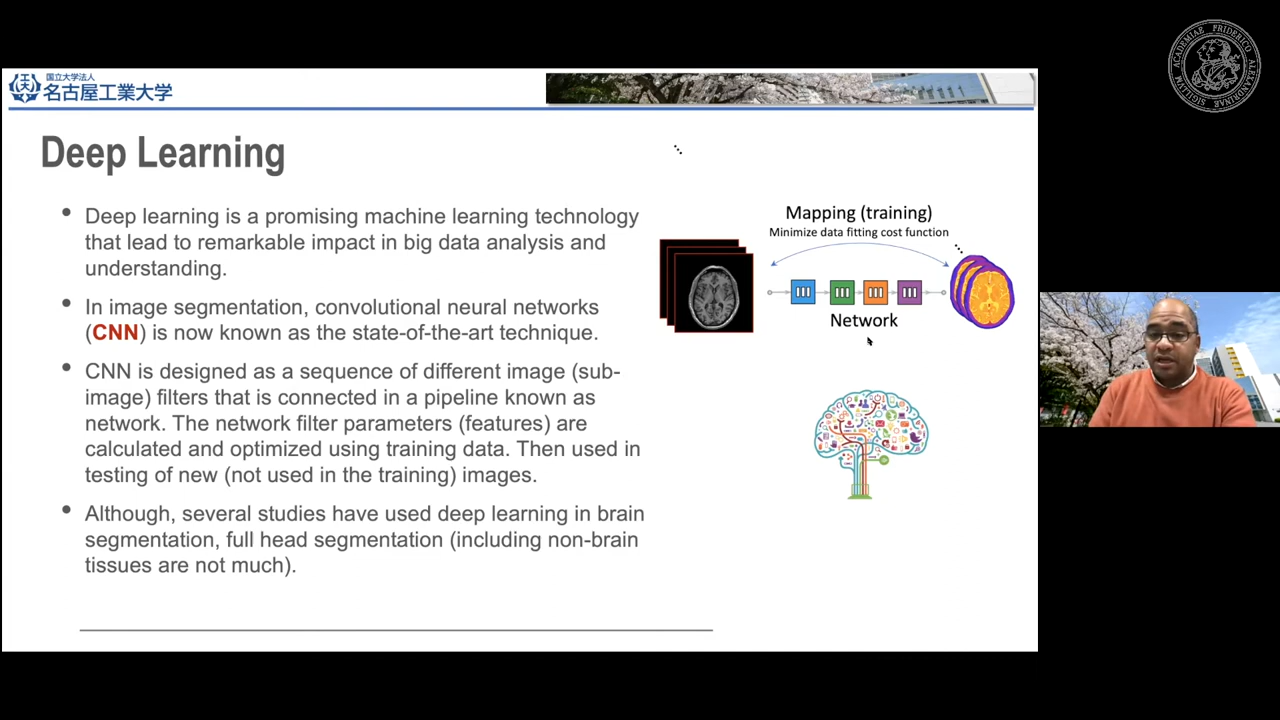 国立大学法人
名古屋工業大学
ACADEMIAE FRIDERICO ALEXANDRINAE SIGILLVM
Deep Learning
• Deep learning is a promising machine learning technology
that lead to remarkable impact in big data analysis and
understanding.
• In image segmentation, convolutional neural networks
(CNN) is now known as the state-of-the-art technique.
• CNN is designed as a sequence of different image (sub-
image) filters that is connected in a pipeline known as
network. The network filter parameters (features) are
calculated and optimized using training data. Then used in
testing of new (not used in the training) images.
• Although, several studies have used deep learning in brain
segmentation, full head segmentation (including non-brain
tissues are not much).
Mapping (training)
Minimize data fitting cost function
Network